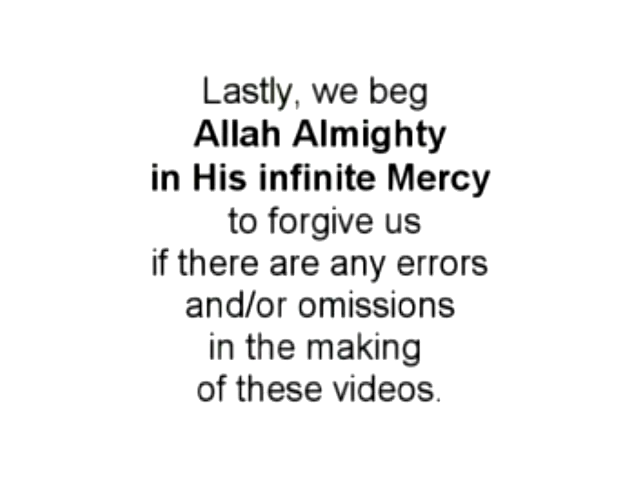 Lastly, we beg
Allah Almighty
in His infinite Mercy
to forgive us
if there are any errors
and/or omissions
in the making
of these videos.